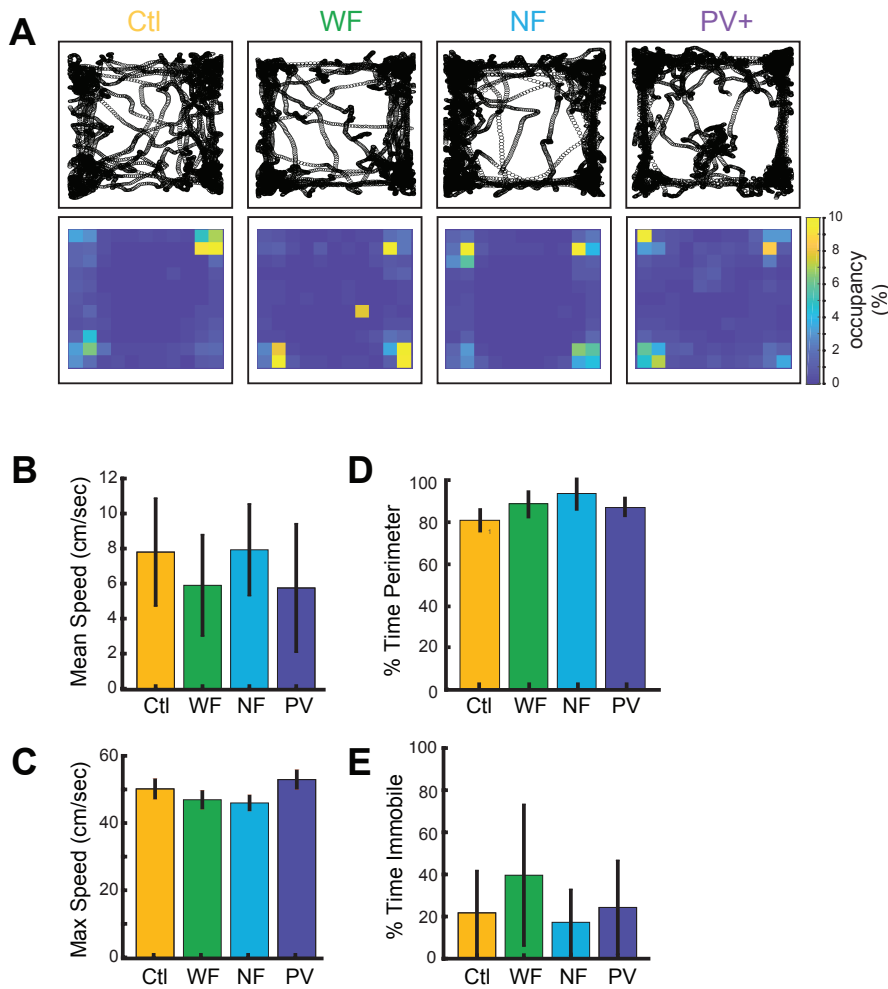 A
Ctl WF NF PV+
10
8
6
4
2
0
occupancy
(%)
B
Mean Speed (cm/sec)
12
10
8
6
4
2
0
Ctl WF NF PV
D
% Time Perimeter
100
80
60
40
20
0
Ctl WF NF PV
C
Max Speed (cm/sec)
60
40
20
0
Ctl WF NF PV
E
% Time Immobile
100
80
60
40
20
0
Ctl WF NF PV